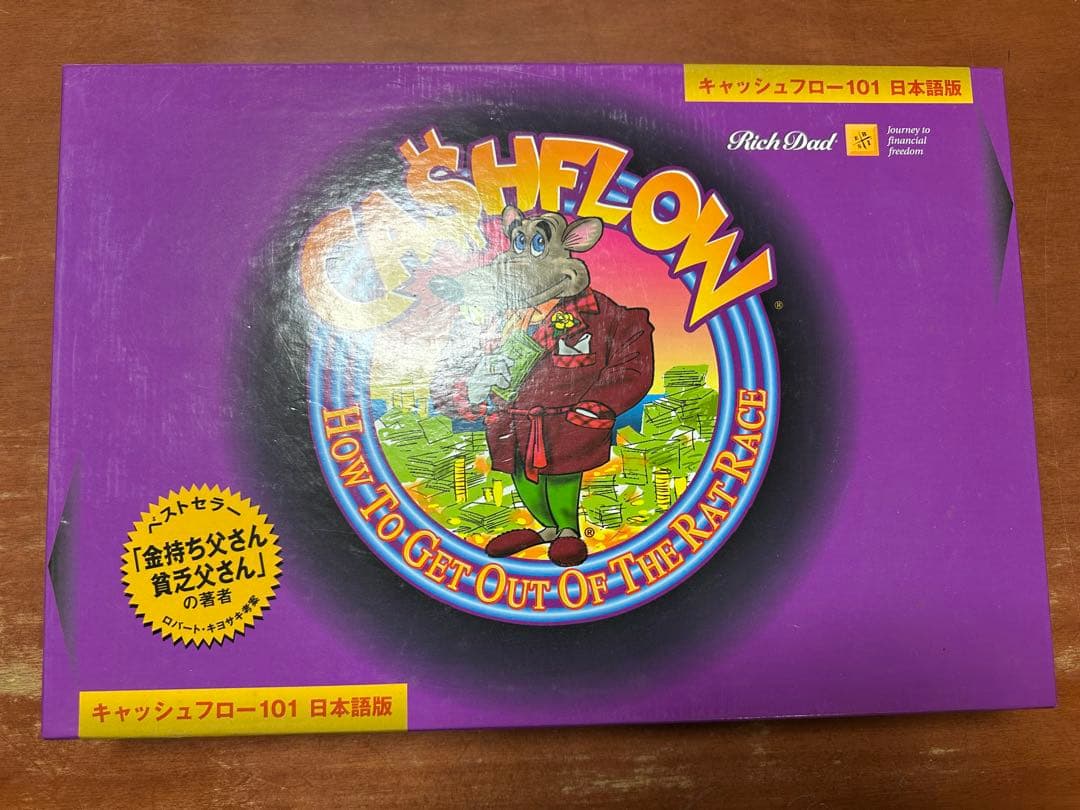 キャッシュフロー101 日本語版
Rich Dad®
E B
S I
Journey to
financial
freedom
CA$HFLOW®
HOW TO GET OUT OF THE RAT RACE
®
ベストセラー
「金持ち父さん
貧乏父さん」
の著者
ロバート・キヨサキ考案
キャッシュフロー101 日本語版